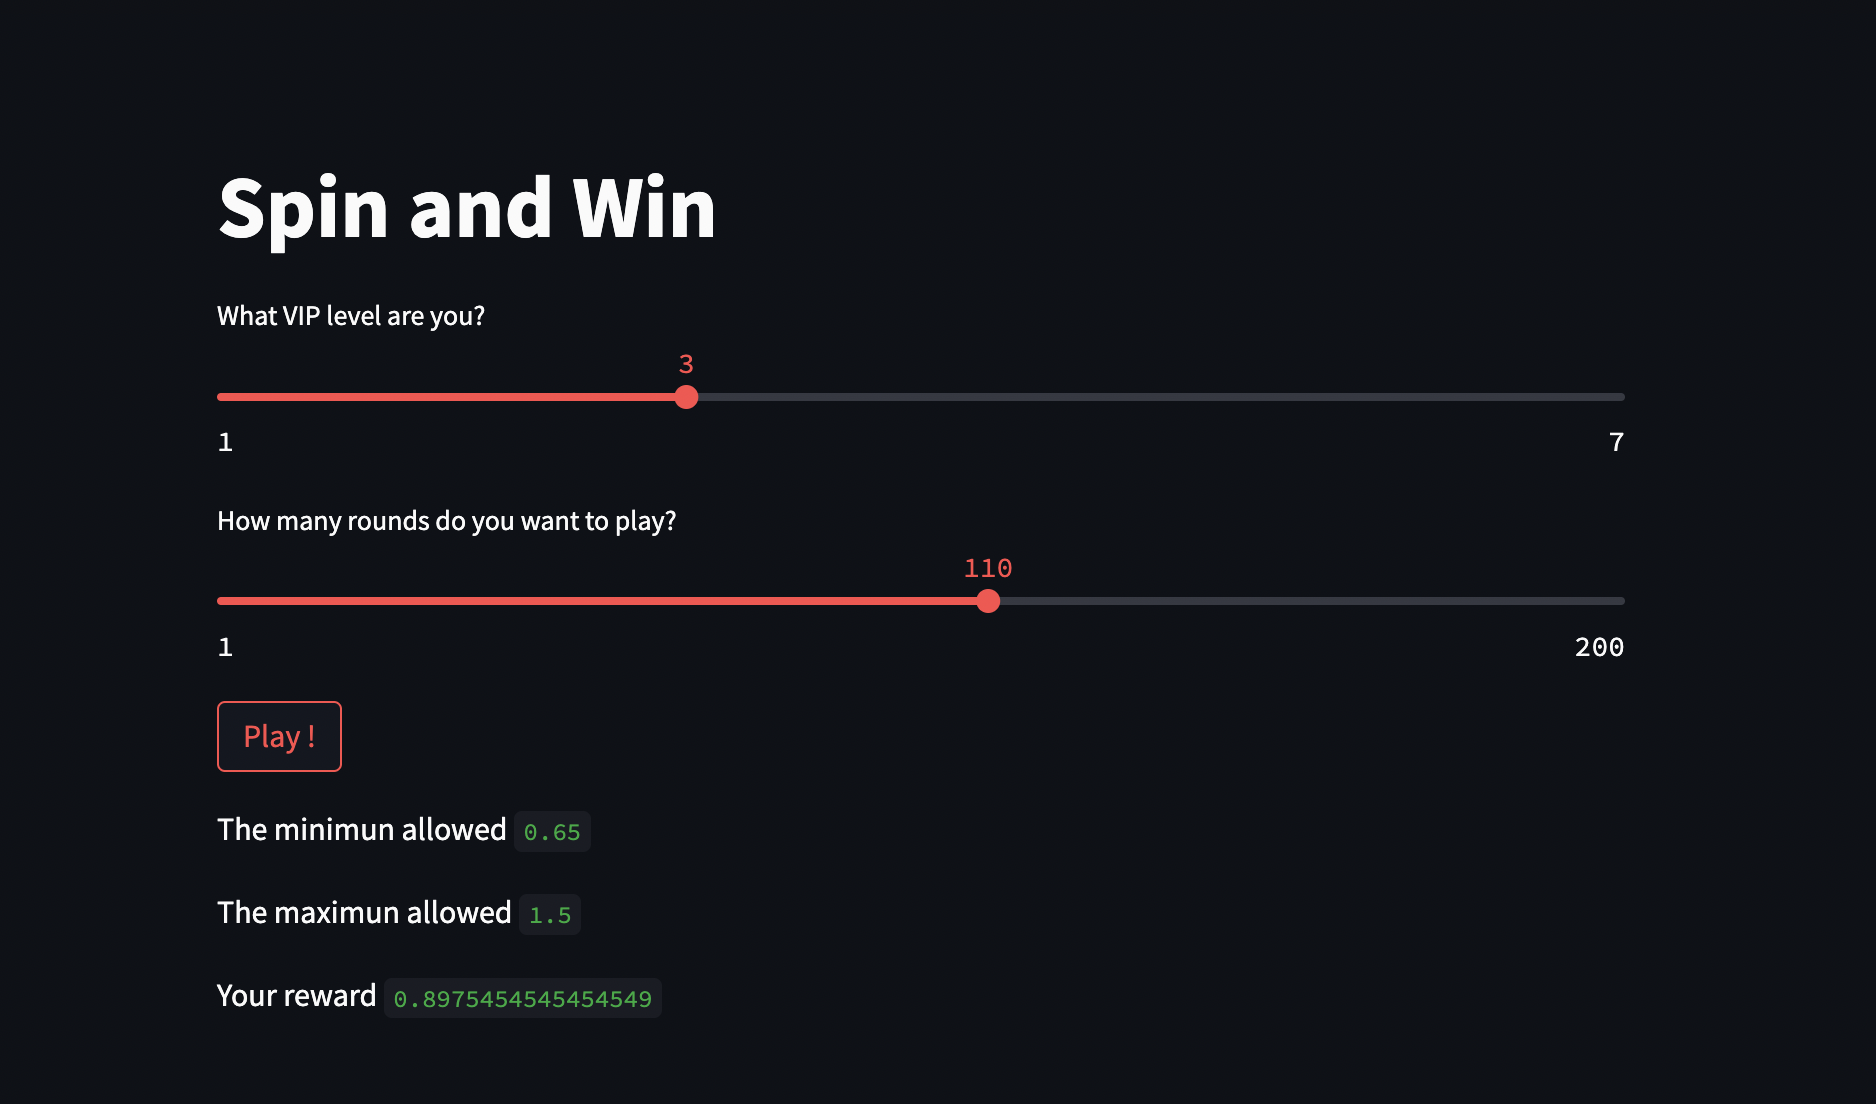 Spin and Win
What VIP level are you?
3
1 7
How many rounds do you want to play?
110
1 200
Play !
The minimun allowed 0.65
The maximun allowed 1.5
Your reward 0.8975454545454549